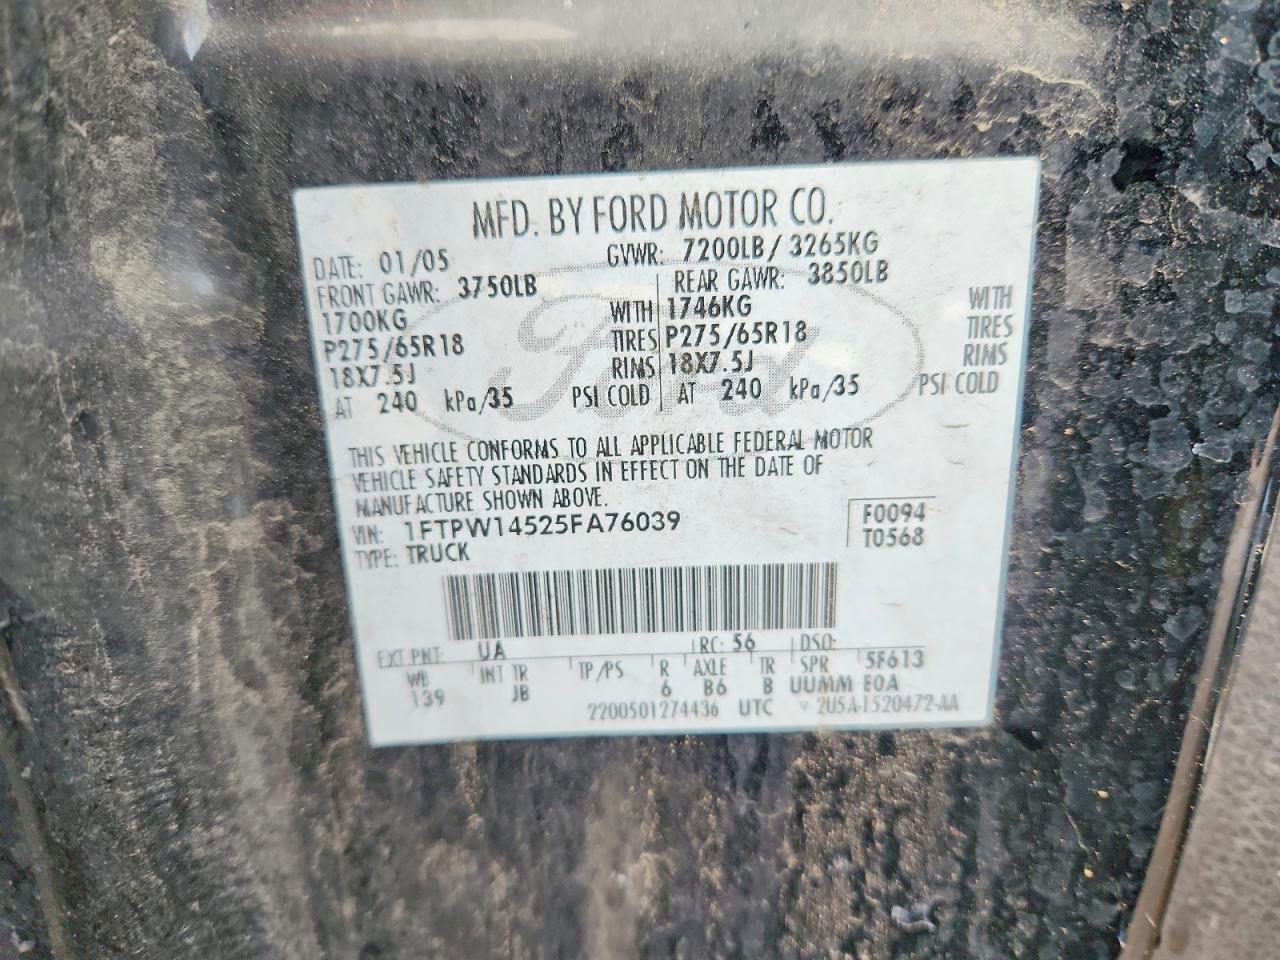 MFD. BY FORD MOTOR CO.
DATE: 01/05 GVWR: 7200LB/ 3265KG
FRONT GAWR: 3750LB REAR GAWR: 3850LB
1700KG WITH 1746KG WITH
P275/65R18 TIRES P275/65R18 TIRES
18X7.5J RIMS 18X7.5J RIMS
AT 240 kPa/35 PSI COLD AT 240 kPa/35 PSI COLD
Ford
THIS VEHICLE CONFORMS TO ALL APPLICABLE FEDERAL MOTOR
VEHICLE SAFETY STANDARDS IN EFFECT ON THE DATE OF
MANUFACTURE SHOWN ABOVE.
VIN: 1FTPW14525FA76039 F0094
TYPE: TRUCK T0568
EXT PNT: UA RC: 56 DSO:
WB INT TR TP/PS R AXLE TR SPR 5F613
139 JB 6 B6 B UUMM E0A
2200501274436 UTC 2U5A-1520472-AA